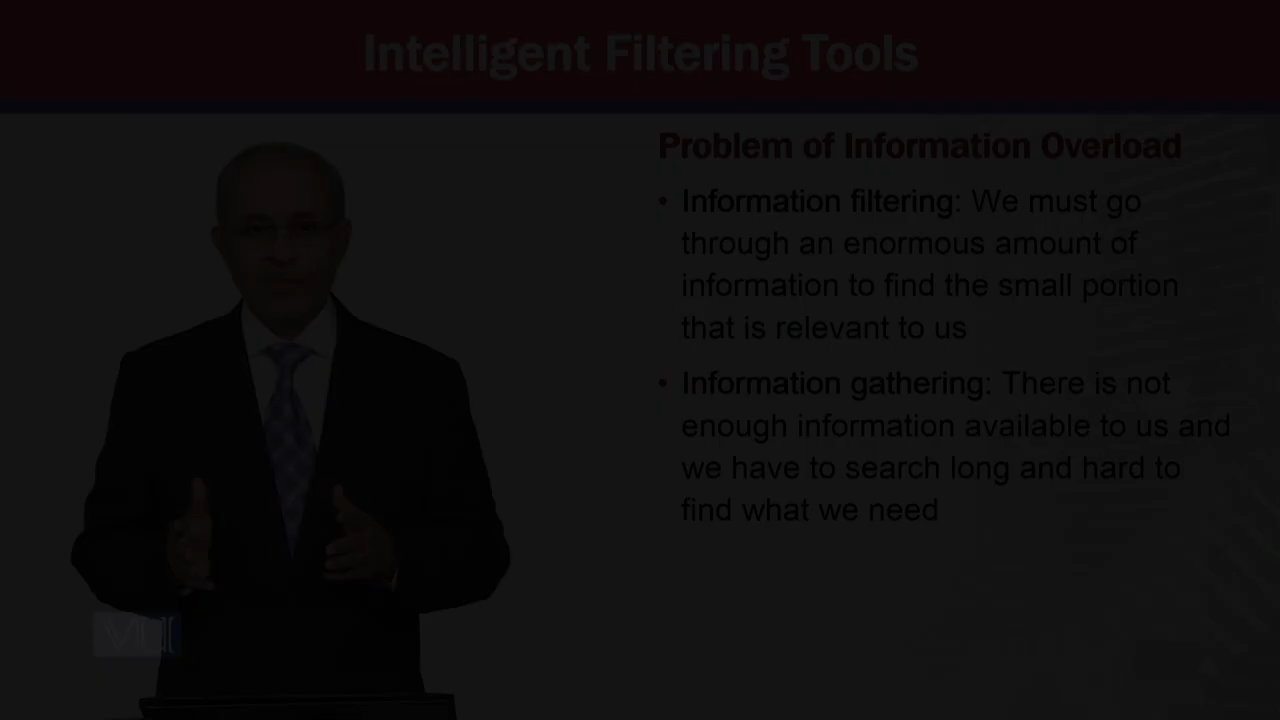 Intelligent Filtering Tools
Problem of Information Overload
• Information filtering: We must go
through an enormous amount of
information to find the small portion
that is relevant to us
• Information gathering: There is not
enough information available to us and
we have to search long and hard to
find what we need
VU